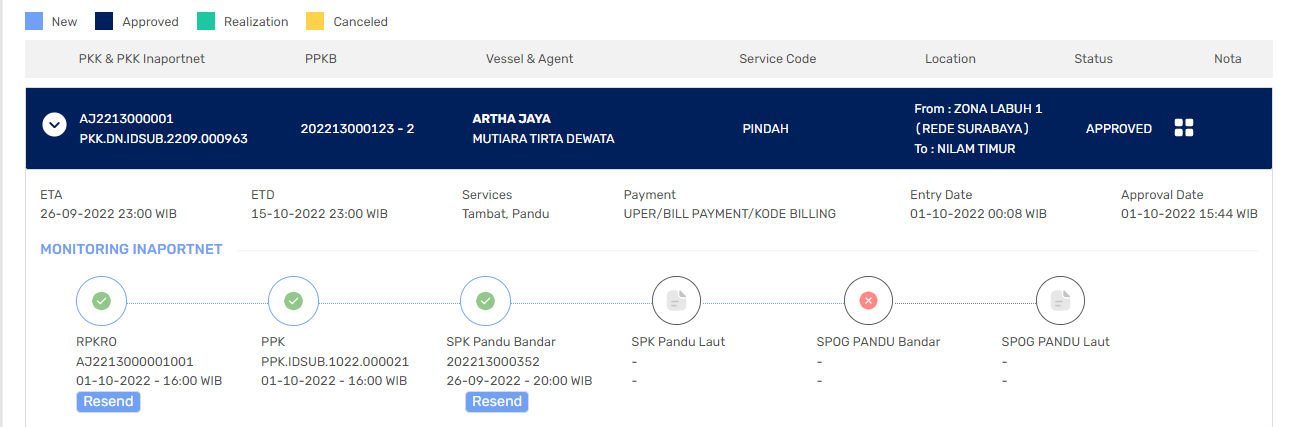 New Approved Realization Canceled
PKK & PKK Inaportnet PPKB Vessel & Agent Service Code Location Status Nota
AJ2213000001
PKK.DN.IDSUB.2209.000963
202213000123 - 2
ARTHA JAYA
MUTIARA TIRTA DEWATA
PINDAH
From : ZONA LABUH 1
(REDE SURABAYA)
To : NILAM TIMUR
APPROVED
ETA ETD Services Payment Entry Date Approval Date
26-09-2022 23:00 WIB 15-10-2022 23:00 WIB Tambat, Pandu UPER/BILL PAYMENT/KODE BILLING 01-10-2022 00:08 WIB 01-10-2022 15:44 WIB
MONITORING INAPORTNET
RPKRO PPK SPK Pandu Bandar SPK Pandu Laut SPOG PANDU Bandar SPOG PANDU Laut
AJ2213000001001 PPK.IDSUB.1022.000021 202213000352 - - -
01-10-2022 - 16:00 WIB 01-10-2022 - 16:00 WIB 26-09-2022 - 20:00 WIB - - -
Resend Resend